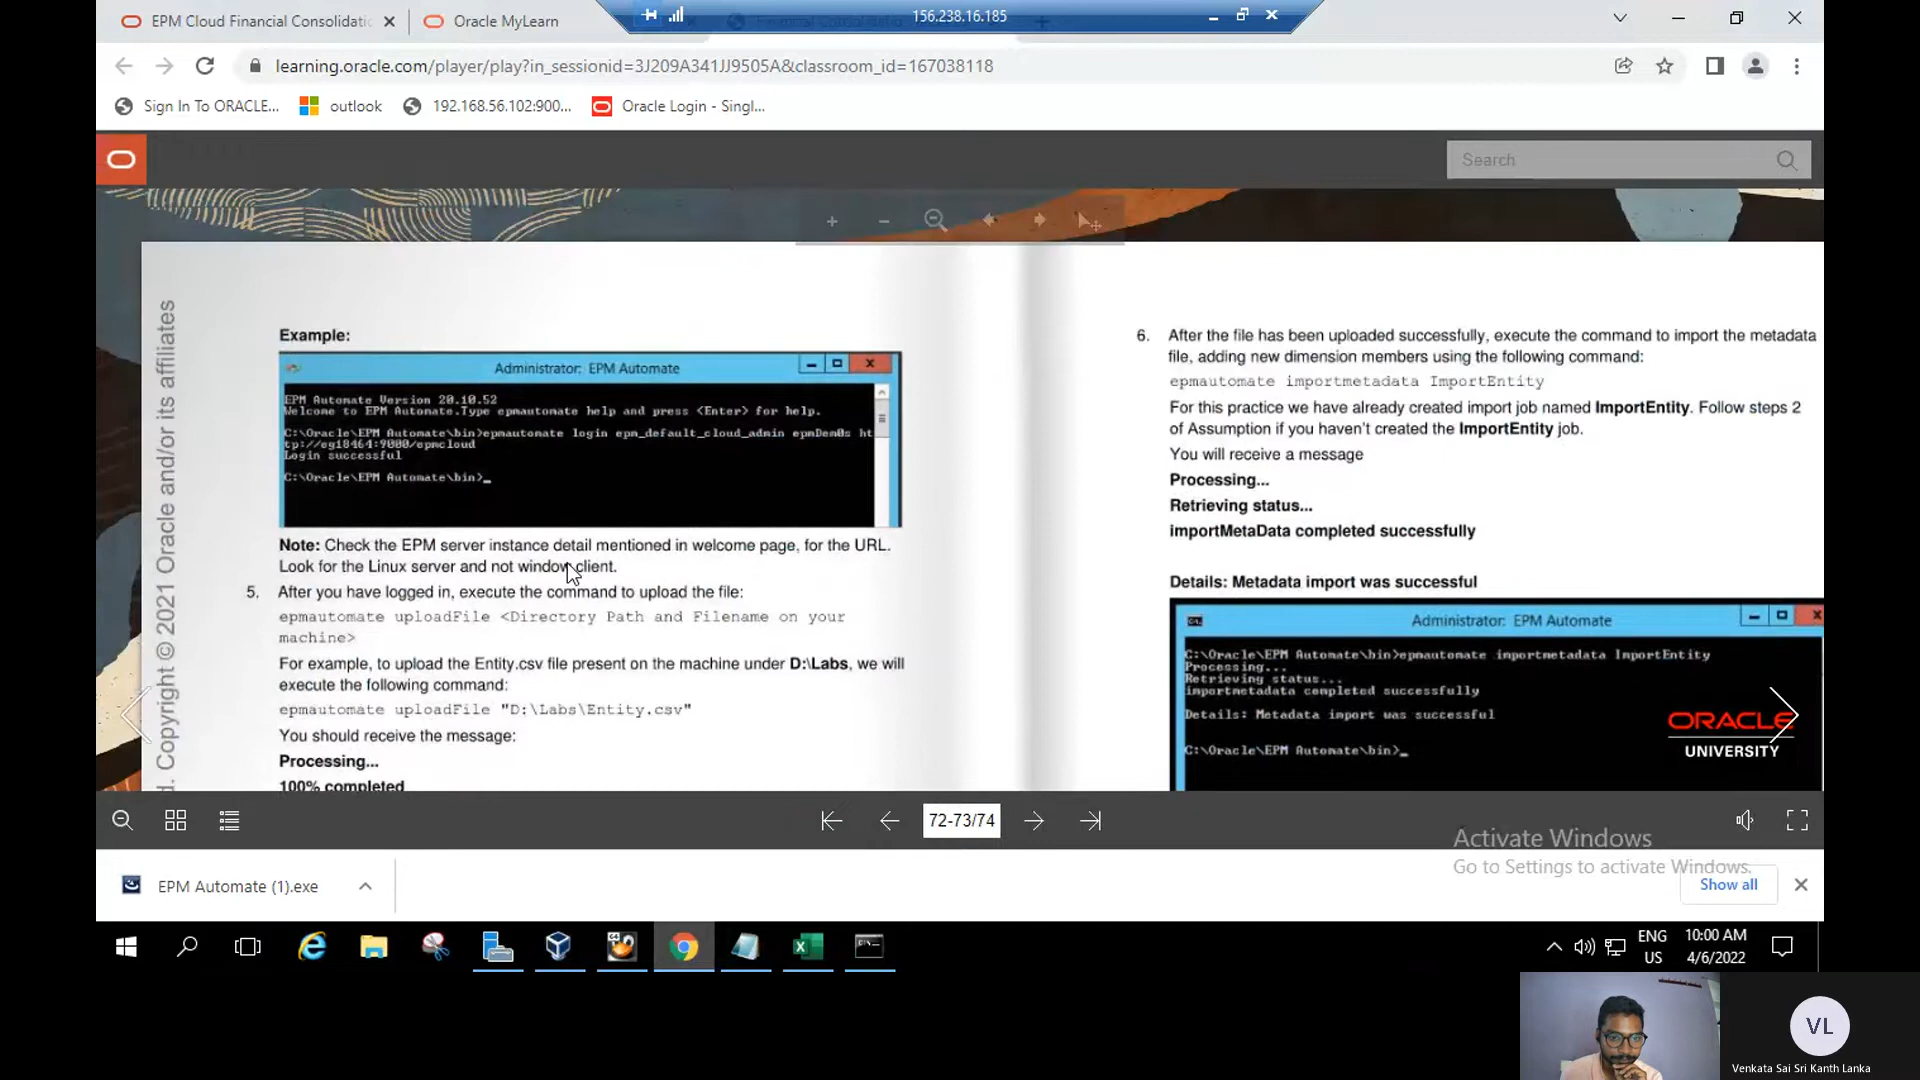 EPM Cloud Financial Consolidatio
Oracle MyLearn
156.238.16.185
learning.oracle.com/player/play?in_sessionid=3J209A341JJ9505A&classroom_id=167038118
Sign In To ORACLE...
outlook
192.168.56.102:900...
Oracle Login - Singl...
Search
d. Copyright © 2021 Oracle and/or its affiliates
Example:
Administrator: EPM Automate
EPM Automate Version 20.10.52
Welcome to EPM Automate.Type epmautomate help and press <Enter> for help.
C:\Oracle\EPM Automate\bin>epmautomate login epm_default_cloud_admin epmDem0s ht
tp://eg18464:9000/epmcloud
Login successful
C:\Oracle\EPM Automate\bin>_
Note: Check the EPM server instance detail mentioned in welcome page, for the URL.
Look for the Linux server and not window client.
5. After you have logged in, execute the command to upload the file:
epmautomate uploadFile <Directory Path and Filename on your
machine>
For example, to upload the Entity.csv file present on the machine under D:\Labs, we will
execute the following command:
epmautomate uploadFile "D:\Labs\Entity.csv"
You should receive the message:
Processing...
100% completed
6. After the file has been uploaded successfully, execute the command to import the metadata
file, adding new dimension members using the following command:
epmautomate importmetadata ImportEntity
For this practice we have already created import job named ImportEntity. Follow steps 2
of Assumption if you haven't created the ImportEntity job.
You will receive a message
Processing...
Retrieving status...
importMetaData completed successfully
Details: Metadata import was successful
Administrator: EPM Automate
C:\Oracle\EPM Automate\bin>epmautomate importmetadata ImportEntity
Processing...
Retrieving status...
importmetadata completed successfully
Details: Metadata import was successful
C:\Oracle\EPM Automate\bin>_
ORACLE
UNIVERSITY
72-73/74
Activate Windows
Go to Settings to activate Windows.
EPM Automate (1).exe
Show all
ENG
US
10:00 AM
4/6/2022
VL
Venkata Sai Sri Kanth Lanka